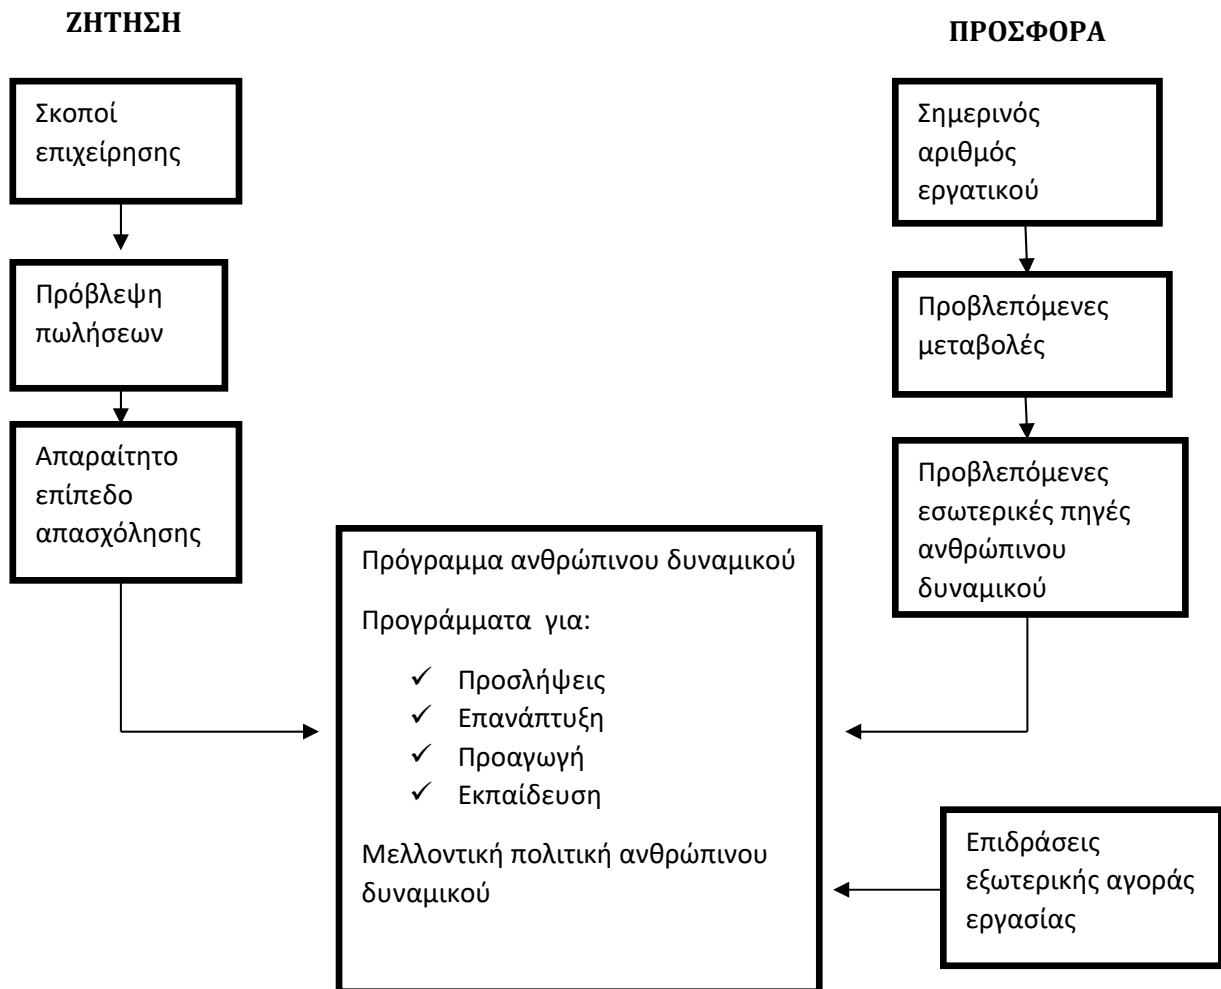 ΖΗΤΗΣΗ
ΠΡΟΣΦΟΡΑ
Σκοποί
επιχείρησης
Πρόβλεψη
πωλήσεων
Απαραίτητο
επίπεδο
απασχόλησης
Σημερινός
αριθμός
εργατικού
Προβλεπόμενες
μεταβολές
Προβλεπόμενες
εσωτερικές πηγές
ανθρώπινου
δυναμικού
Πρόγραμμα ανθρώπινου δυναμικού
Προγράμματα για:
✓ Προσλήψεις
✓ Επανάπτυξη
✓ Προαγωγή
✓ Εκπαίδευση
Μελλοντική πολιτική ανθρώπινου
δυναμικού
Επιδράσεις
εξωτερικής αγοράς
εργασίας